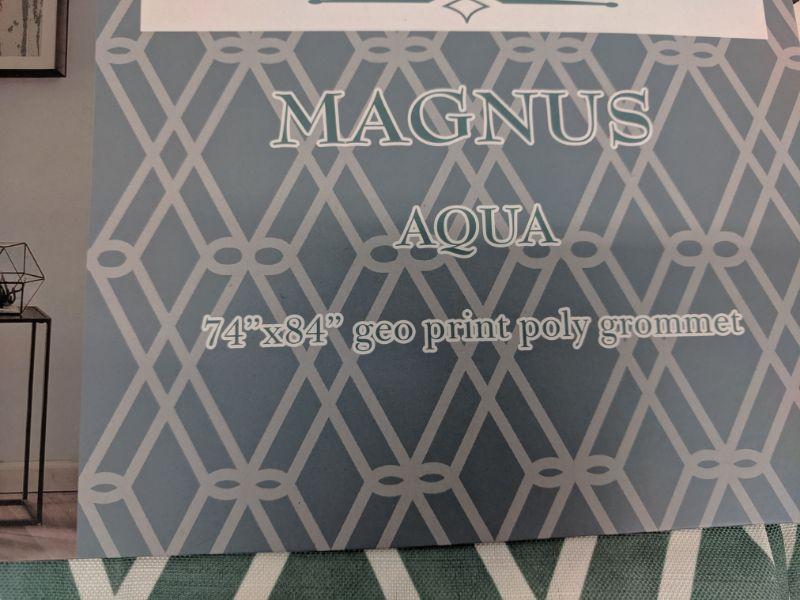 MAGNUS
AQUA
74”x84” geo print poly grommet